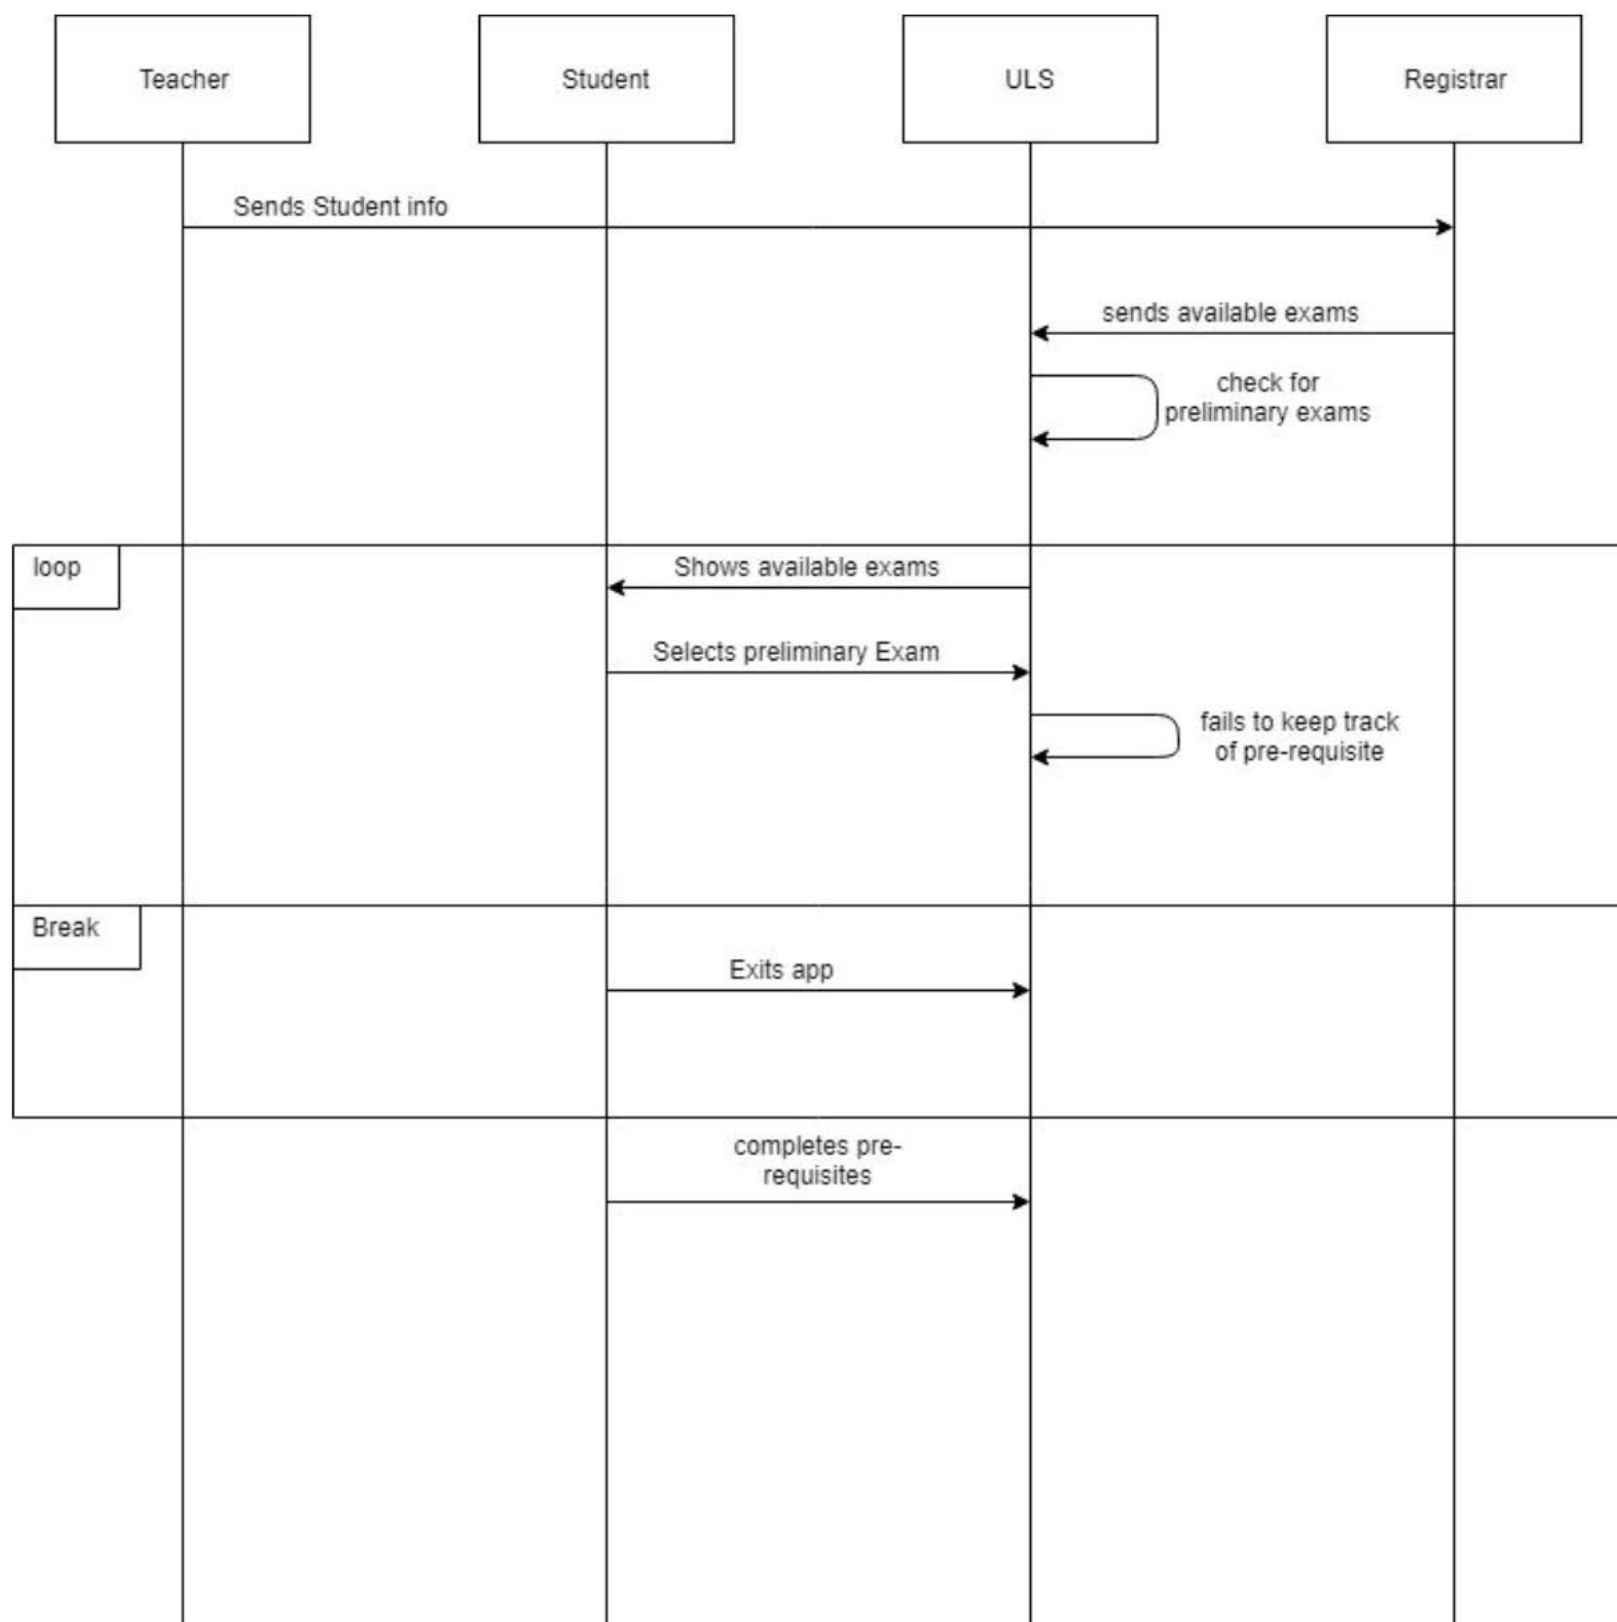 Teacher
Student
ULS
Registrar
Sends Student info
sends available exams
check for
preliminary exams
loop
Shows available exams
Selects preliminary Exam
fails to keep track
of pre-requisite
Break
Exits app
completes pre-
requisites